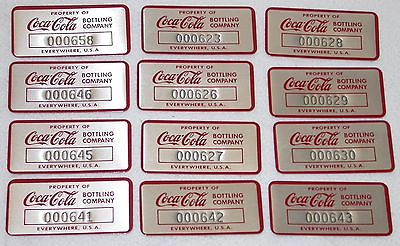 PROPERTY OF
Coca-Cola BOTTLING COMPANY
000658
EVERYWHERE, U.S.A.
PROPERTY OF
Coca-Cola BOTTLING COMPANY
000623
EVERYWHERE, U.S.A.
PROPERTY OF
Coca-Cola BOTTLING COMPANY
000628
EVERYWHERE, U.S.A.
PROPERTY OF
Coca-Cola BOTTLING COMPANY
000646
EVERYWHERE, U.S.A.
PROPERTY OF
Coca-Cola BOTTLING COMPANY
000626
EVERYWHERE, U.S.A.
PROPERTY OF
Coca-Cola BOTTLING COMPANY
000629
EVERYWHERE, U.S.A.
PROPERTY OF
Coca-Cola BOTTLING COMPANY
000645
EVERYWHERE, U.S.A.
PROPERTY OF
Coca-Cola BOTTLING COMPANY
000627
EVERYWHERE, U.S.A.
PROPERTY OF
Coca-Cola BOTTLING COMPANY
000630
EVERYWHERE, U.S.A.
PROPERTY OF
Coca-Cola BOTTLING COMPANY
000641
EVERYWHERE, U.S.A.
PROPERTY OF
Coca-Cola BOTTLING COMPANY
000642
EVERYWHERE, U.S.A.
PROPERTY OF
Coca-Cola BOTTLING COMPANY
000643
EVERYWHERE, U.S.A.